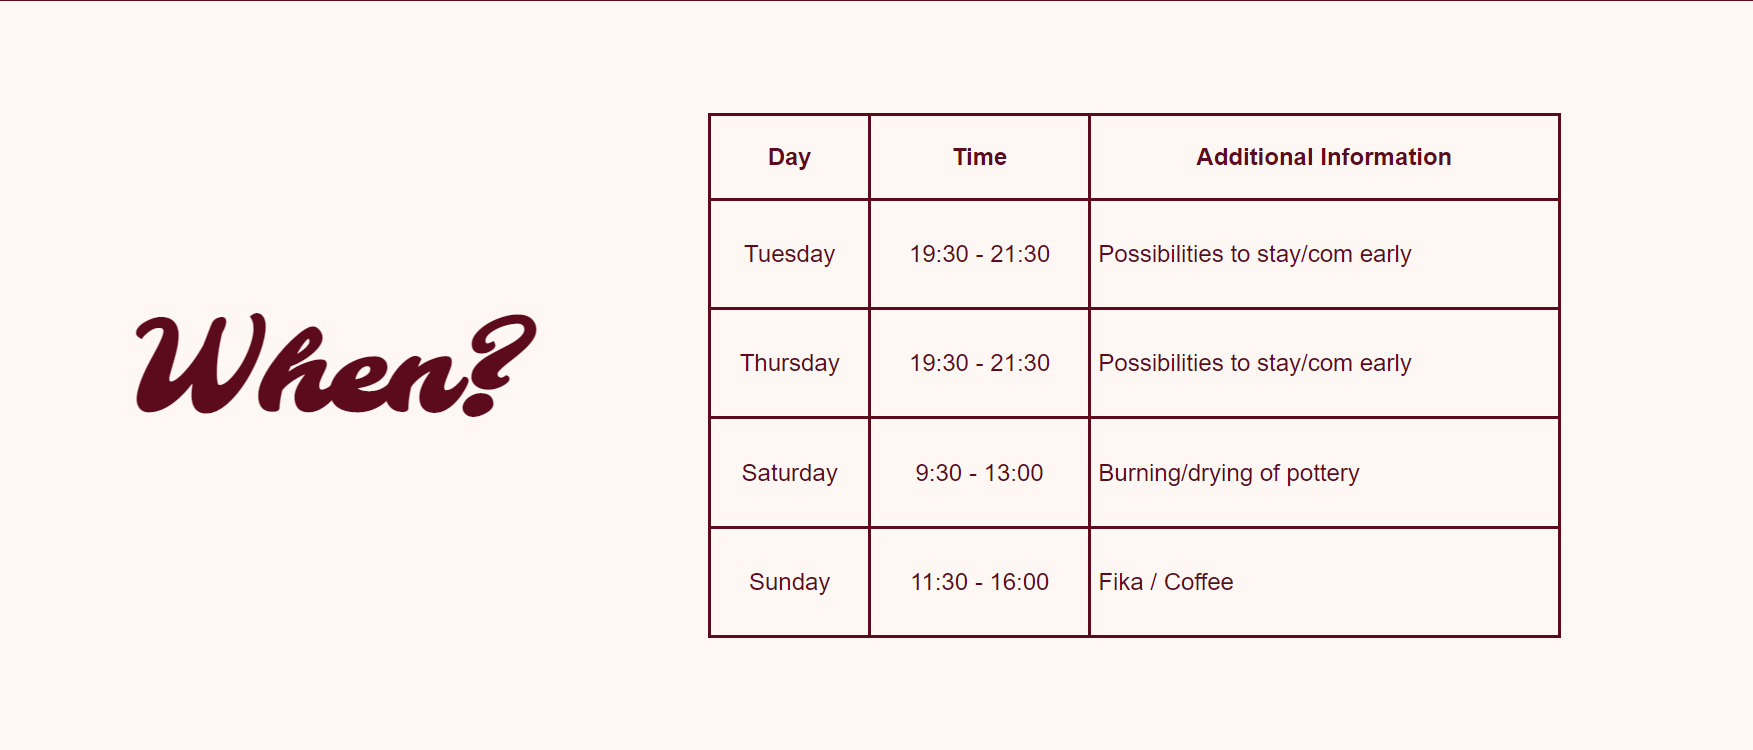 When?
Day Time Additional Information
Tuesday 19:30 - 21:30 Possibilities to stay/com early
Thursday 19:30 - 21:30 Possibilities to stay/com early
Saturday 9:30 - 13:00 Burning/drying of pottery
Sunday 11:30 - 16:00 Fika / Coffee